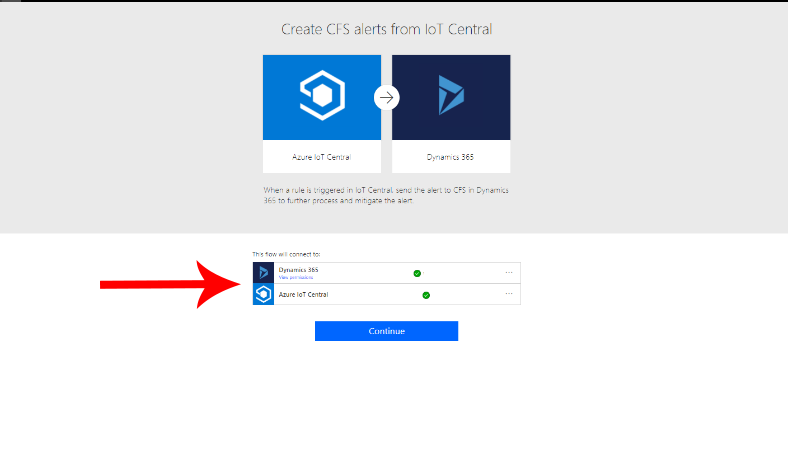 Create CFS alerts from IoT Central
Azure IoT Central
Dynamics 365
When a rule is triggered in IoT Central, send the alert to CFS in Dynamics
365 to further process and mitigate the alert.
This flow will connect to:
Dynamics 365
View permissions
Azure IoT Central
Continue